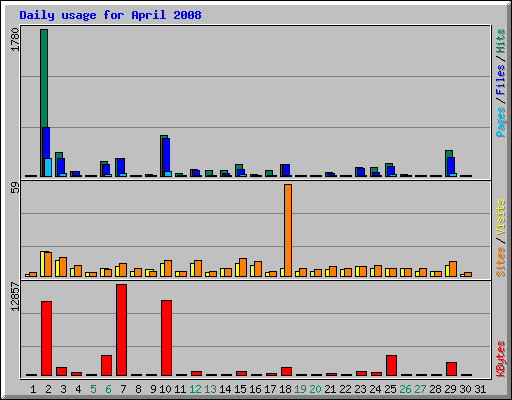 Daily usage for April 2008
1780
Pages / Files / Hits
59
Sites / Visits
12857
KBytes
1 2 3 4 5 6 7 8 9 10 11 12 13 14 15 16 17 18 19 20 21 22 23 24 25 26 27 28 29 30 31